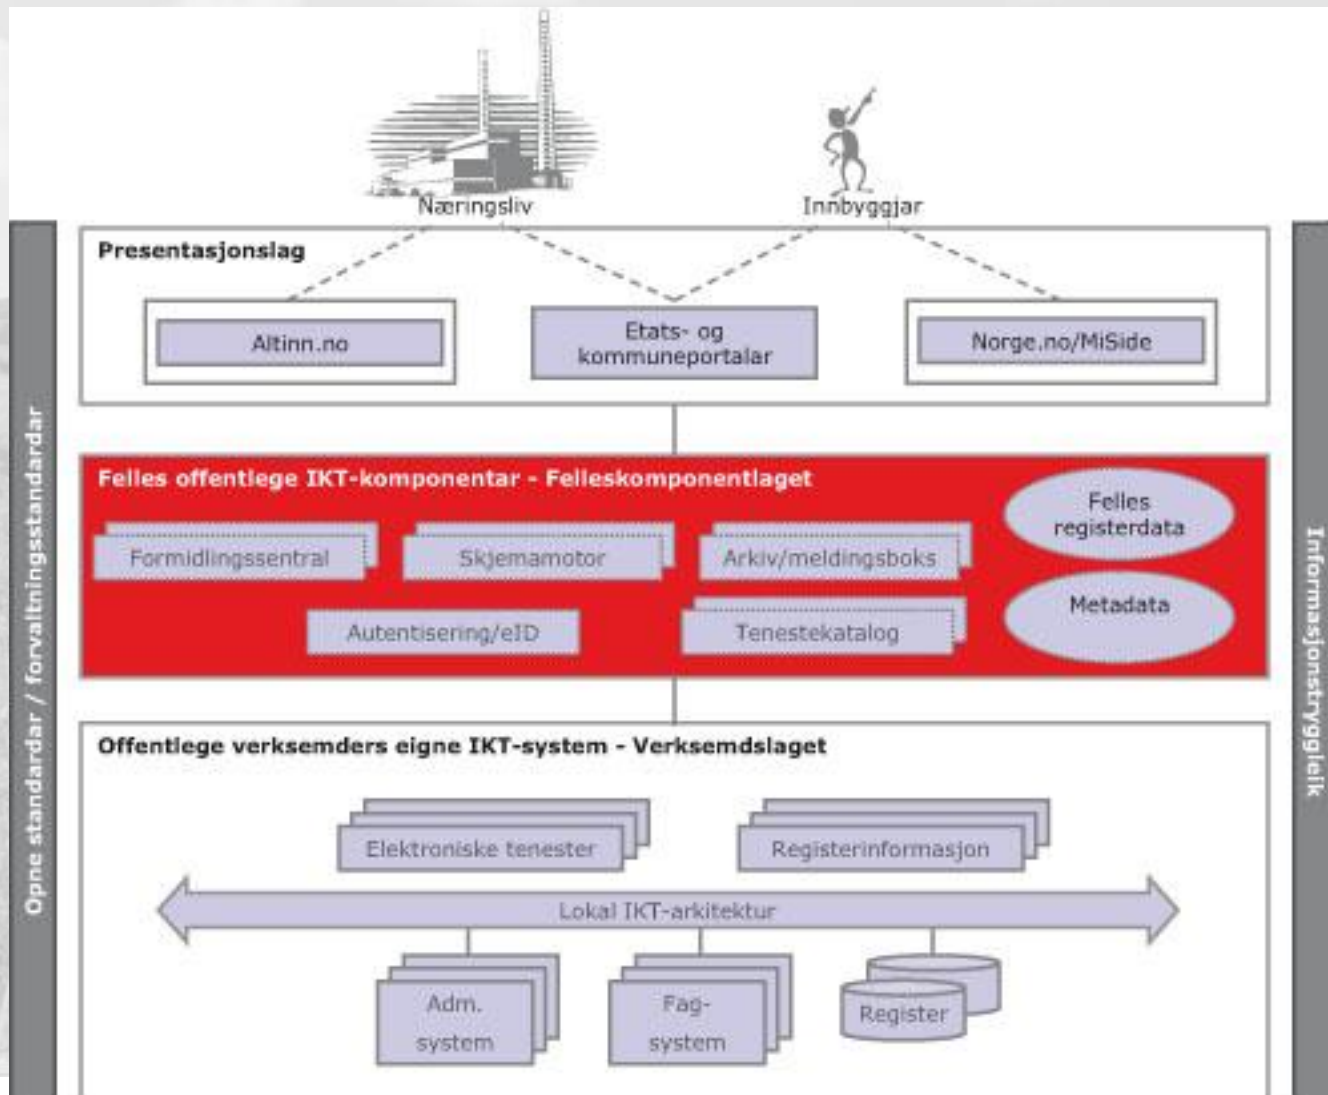 Næringsliv
Innbyggjar
Presentasjonslag
Altinn.no
Etats- og
kommuneportalar
Norge.no/MiSide
Felles offentlege IKT-komponentar - Felleskomponentlaget
Felles
registerdata
Formidlingssentral
Skjemamotor
Arkiv/meldingsboks
Metadata
Autentisering/eID
Tenestekatalog
Offentlege verksemders eigne IKT-system - Verksemdslaget
Elektroniske tenester
Registerinformasjon
Lokal IKT-arkitektur
Adm.
system
Fag-
system
Register
Opne standardar / forvaltningsstandardar
Informasjonstryggleik